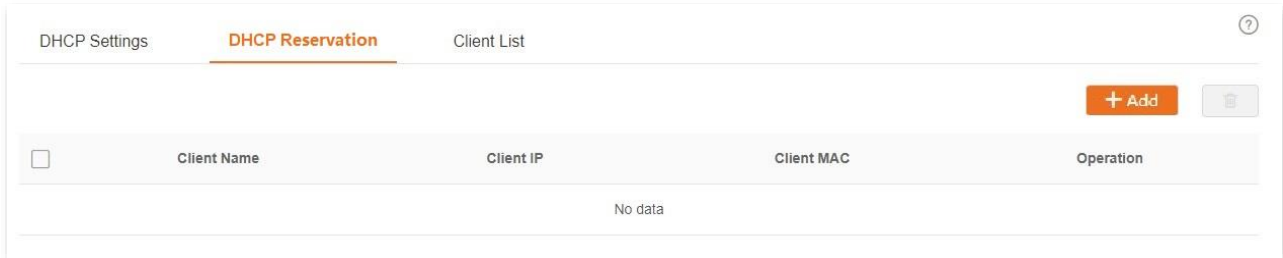 DHCP Settings DHCP Reservation Client List ?
+ Add
Client Name Client IP Client MAC Operation
No data